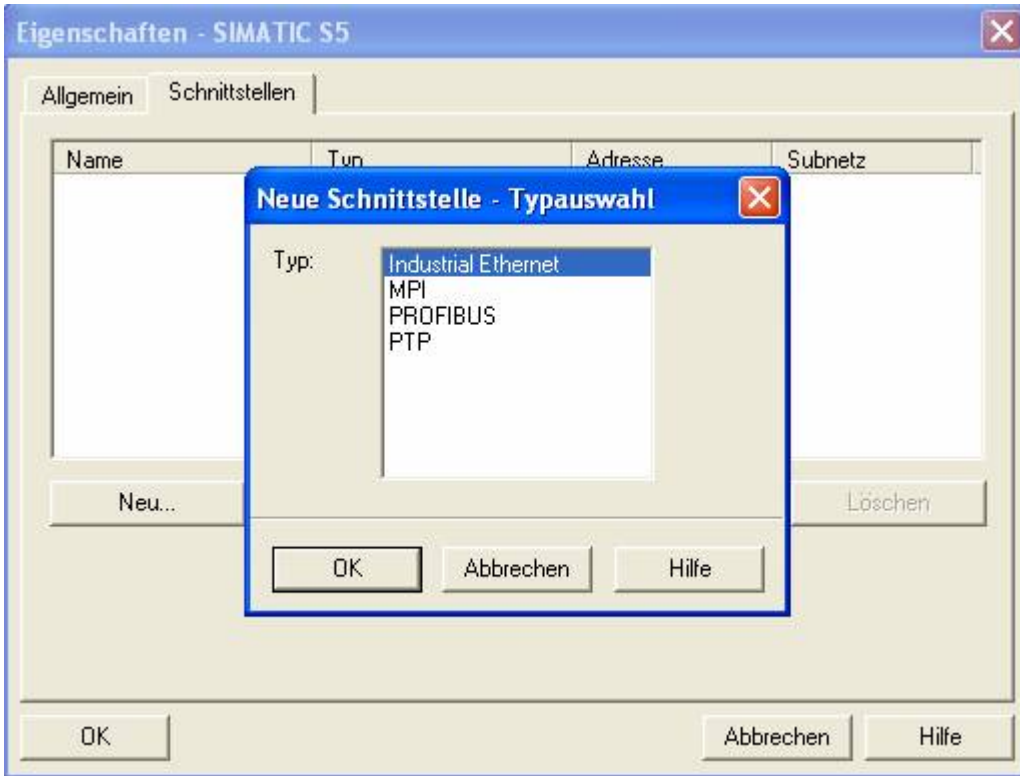 Eigenschaften - SIMATIC S5
Allgemein Schnittstellen
Name Typ Adresse Subnetz
Neue Schnittstelle - Typauswahl
Typ:
Industrial Ethernet
MPI
PROFIBUS
PTP
Neu... Löschen
OK Abbrechen Hilfe
OK Abbrechen Hilfe